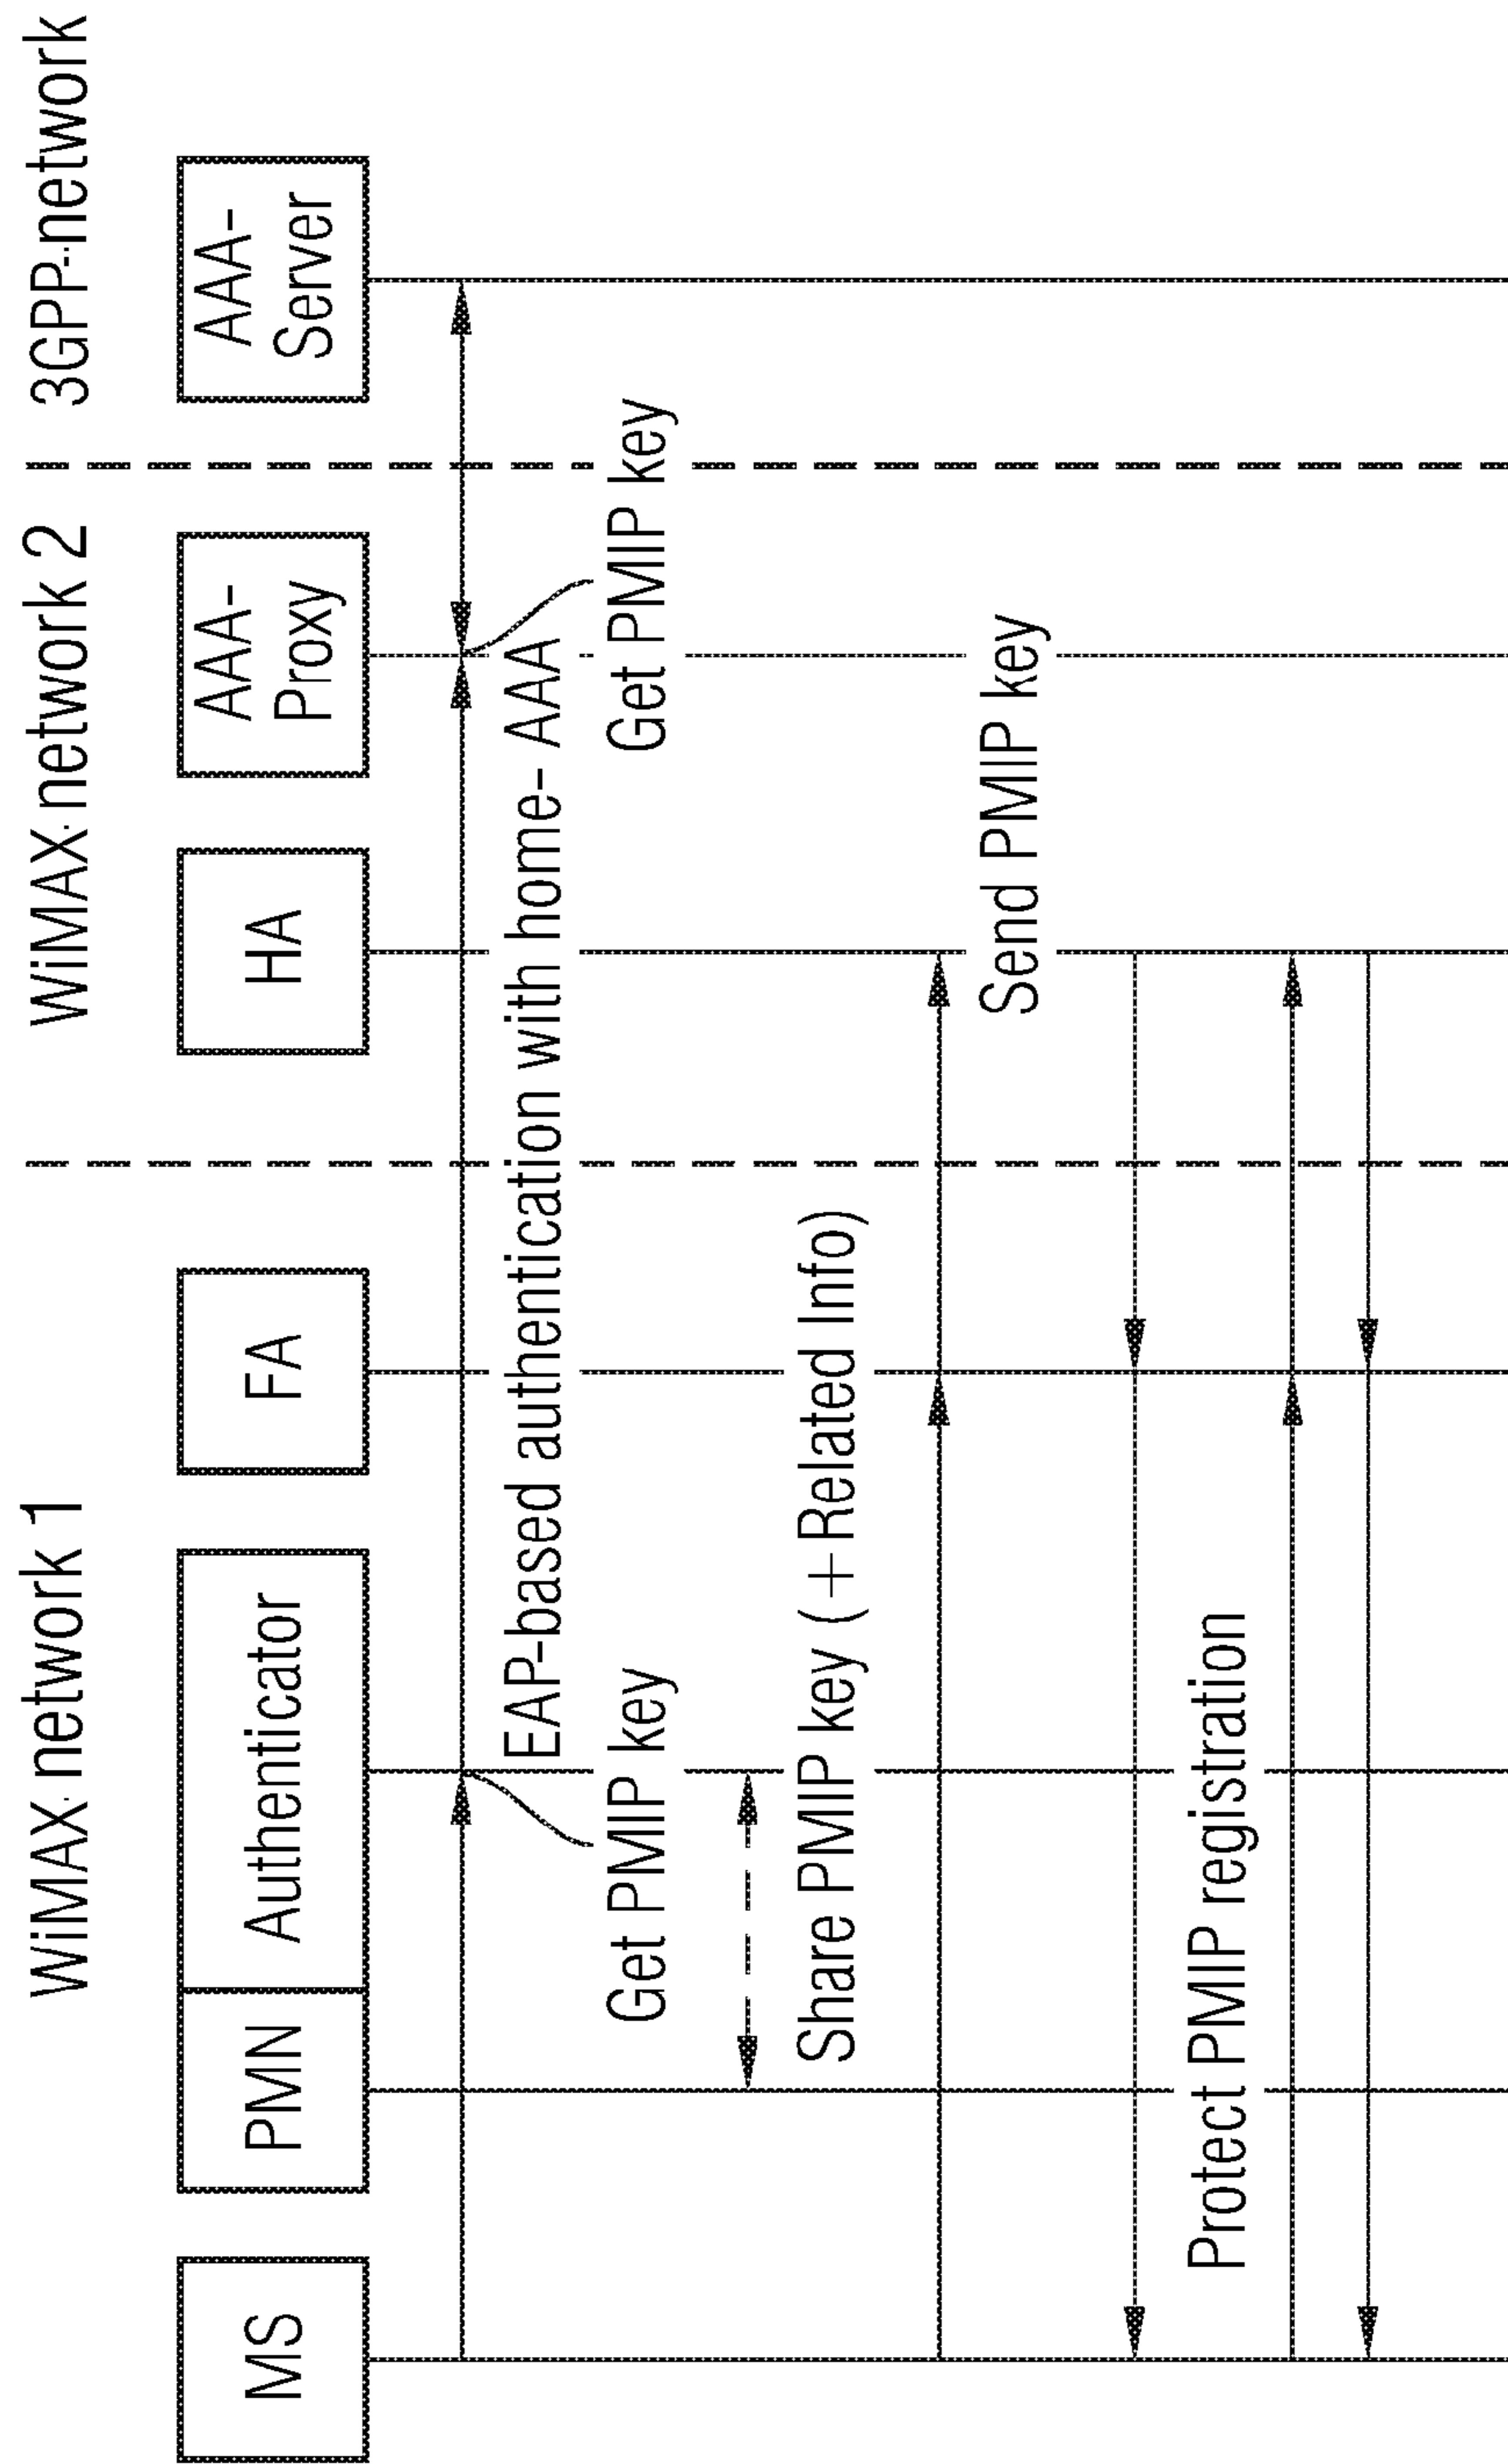 WiMAX network 1
WiMAX network 2
3GPP-network
MS
PMN
Authenticator
FA
HA
AAA-
Proxy
AAA-
Server
EAP-based authentication with home- AAA
Get PMIP key
Get PMIP key
Share PMIP key (+Related Info)
Send PMIP key
Protect PMIP registration